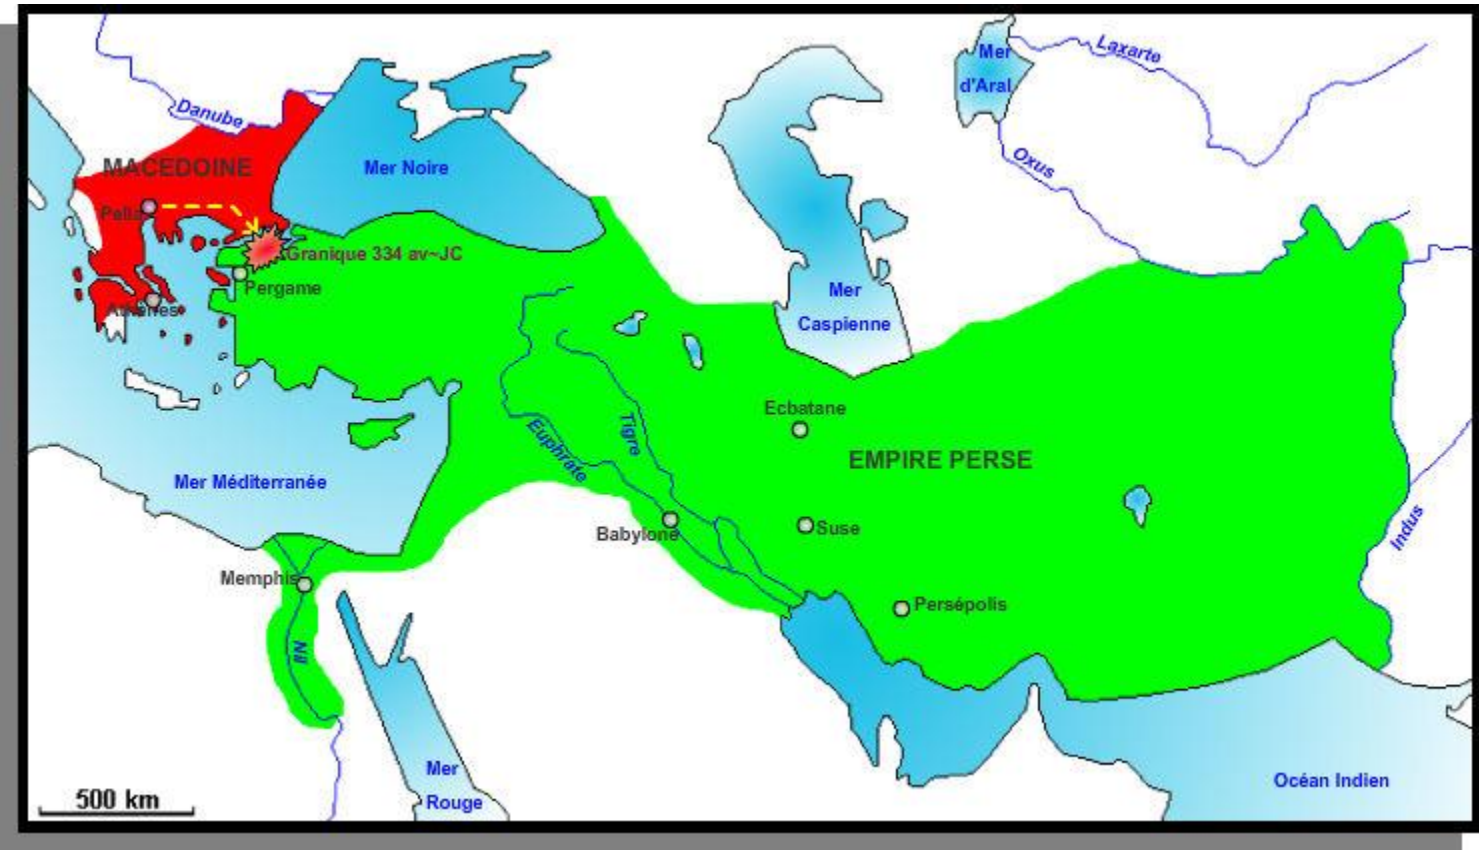 Laxarte
Mer
d'Aral
Danube
Oxus
MACEDOINE
Mer Noire
Pella
Granique 334 av~JC
Pergame
Mer
Caspienne
Athènes
Ecbatane
Tigre
Euphrate
EMPIRE PERSE
Mer Méditerranée
Indus
Babylone
Suse
Memphis
Persépolis
Nil
Mer
Rouge
Océan Indien
500 km